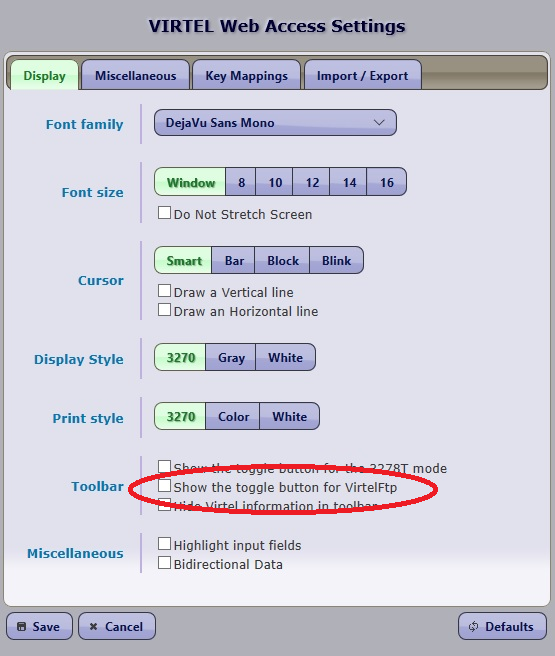 VIRTEL Web Access Settings
Display Miscellaneous Key Mappings Import / Export
Font family DejaVu Sans Mono
Font size Window 8 10 12 14 16
Do Not Stretch Screen
Cursor Smart Bar Block Blink
Draw a Vertical line
Draw an Horizontal line
Display Style 3270 Gray White
Print style 3270 Color White
Show the toggle button for the 3278T mode
Toolbar Show the toggle button for VirtelFtp
Hide Virtel information in toolbar
Highlight input fields
Miscellaneous
Bidirectional Data
Save Cancel Defaults